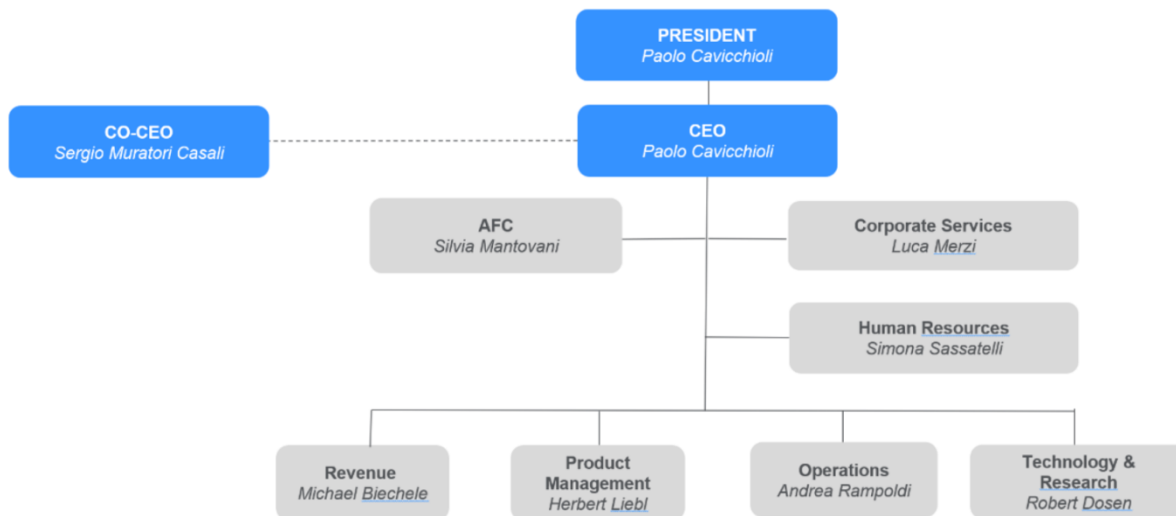 PRESIDENT
Paolo Cavicchioli
CO-CEO
Sergio Muratori Casali
CEO
Paolo Cavicchioli
AFC
Silvia Mantovani
Corporate Services
Luca Merzi
Human Resources
Simona Sassatelli
Revenue
Michael Biechele
Product
Management
Herbert Liebl
Operations
Andrea Rampoldi
Technology &
Research
Robert Dosen